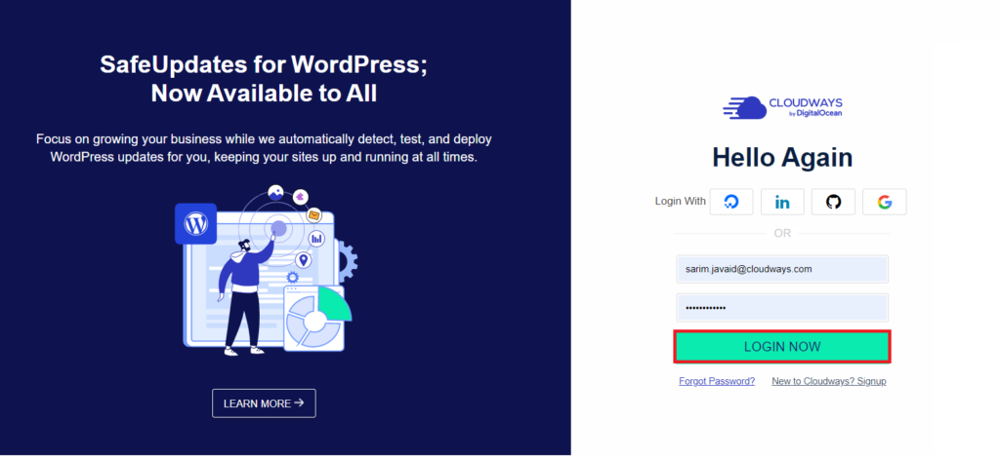 SafeUpdates for WordPress;
Now Available to All
Focus on growing your business while we automatically detect, test, and deploy
WordPress updates for you, keeping your sites up and running at all times.
LEARN MORE →
CLOUDWAYS
by DigitalOcean
Hello Again
Login With
OR
sarim.javaid@cloudways.com
••••••••••••
LOGIN NOW
Forgot Password? New to Cloudways? Signup